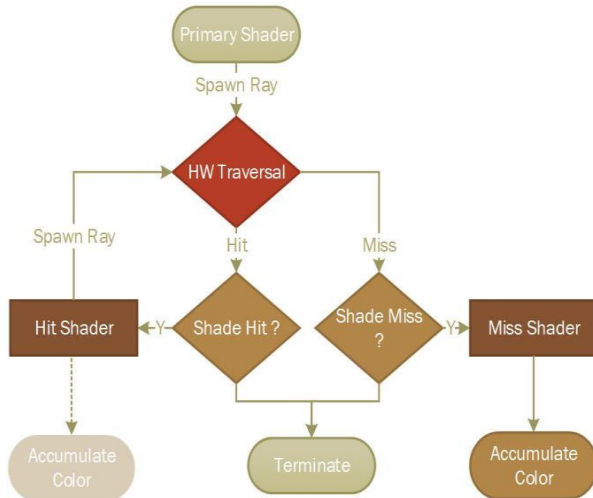 Primary Shader
Spawn Ray
HW Traversal
Spawn Ray
Hit
Miss
Hit Shader
Y
Shade Hit ?
Shade Miss
?
Y
Miss Shader
Accumulate
Color
Terminate
Accumulate
Color